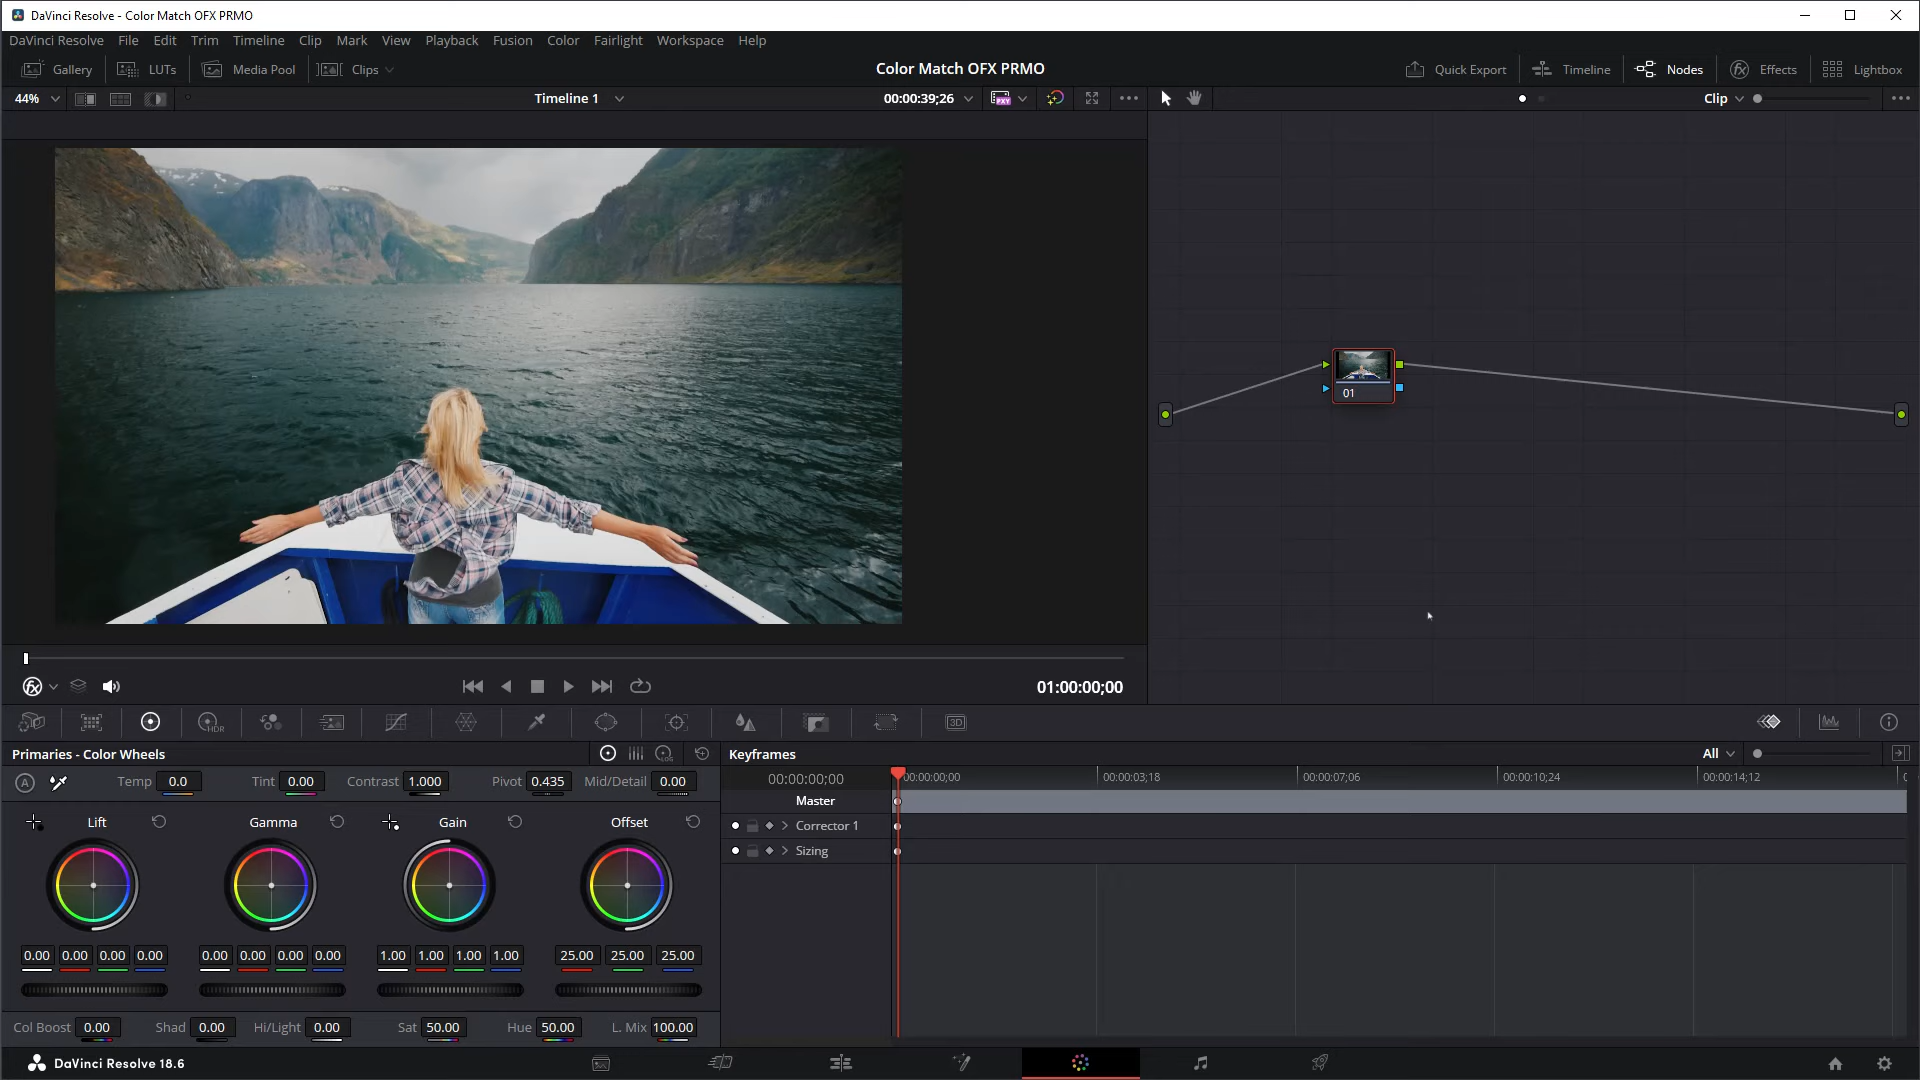 DaVinci Resolve - Color Match OFX PRMO
DaVinci Resolve File Edit Trim Timeline Clip Mark View Playback Fusion Color Fairlight Workspace Help
Gallery LUTs Media Pool Clips Color Match OFX PRMO Quick Export Timeline Nodes Effects Lightbox
44% Timeline 1 00:00:39;26 PXY Clip
01
01:00:00;00
HDR 3D
Primaries - Color Wheels LOG Keyframes All
A Temp 0.0 Tint 0.00 Contrast 1.000 Pivot 0.435 Mid/Detail 0.00 00:00:00;00 00:00:00;00 00:00:03;18 00:00:07;06 00:00:10;24 00:00:14;12
Master
Lift Gamma Gain Offset Corrector 1
Sizing
0.00 0.00 0.00 0.00 0.00 0.00 0.00 0.00 1.00 1.00 1.00 1.00 25.00 25.00 25.00
Col Boost 0.00 Shad 0.00 Hi/Light 0.00 Sat 50.00 Hue 50.00 L. Mix 100.00
DaVinci Resolve 18.6